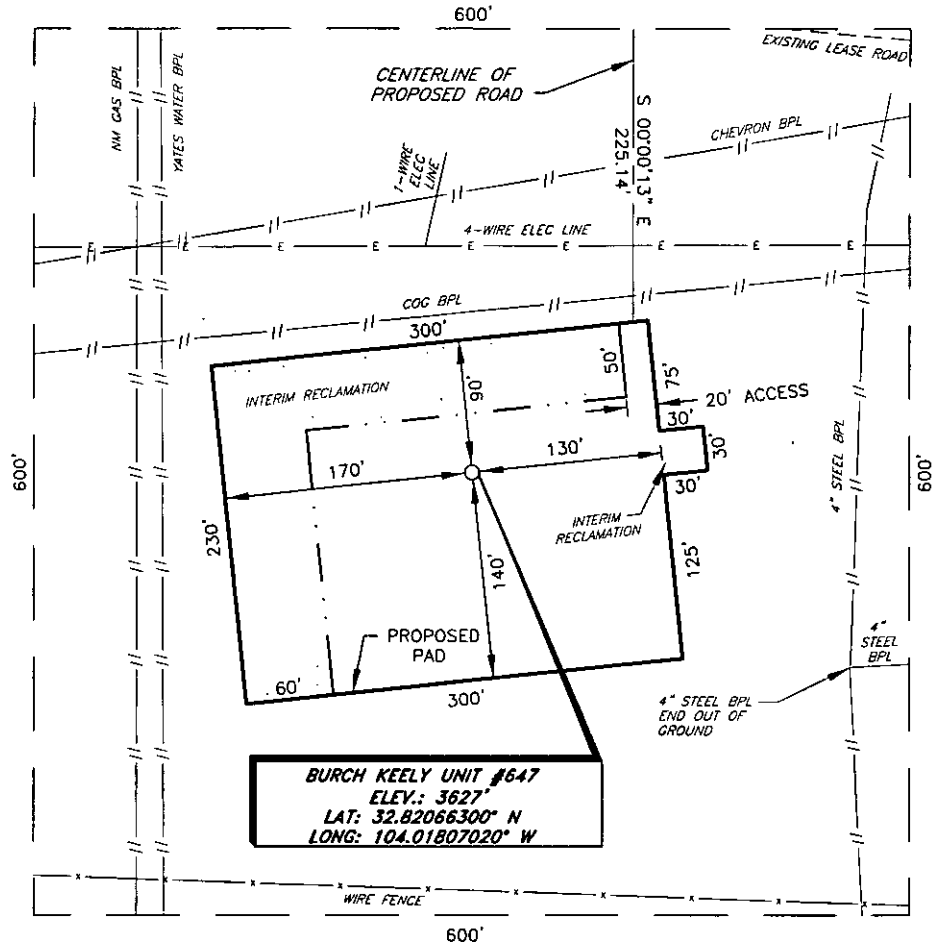 600'
EXISTING LEASE ROAD
CENTERLINE OF
PROPOSED ROAD
NM GAS BPL
YATES WATER BPL
S 00°00'13" E
225.14'
CHEVRON BPL
1-WIRE
ELEC
LINE
4-WIRE ELEC LINE
E E E E E E E E E
COG BPL
300'
50'
75'
90'
INTERIM RECLAMATION
20' ACCESS
30'
30'
30'
170'
130'
600'
600'
4" STEEL BPL
INTERIM
RECLAMATION
230'
140'
125'
PROPOSED
PAD
4"
STEEL
BPL
60'
300'
4" STEEL BPL
END OUT OF
GROUND
BURCH KEELY UNIT #647
ELEV.: 3627'
LAT: 32.82066300° N
LONG: 104.01807020° W
WIRE FENCE
600'